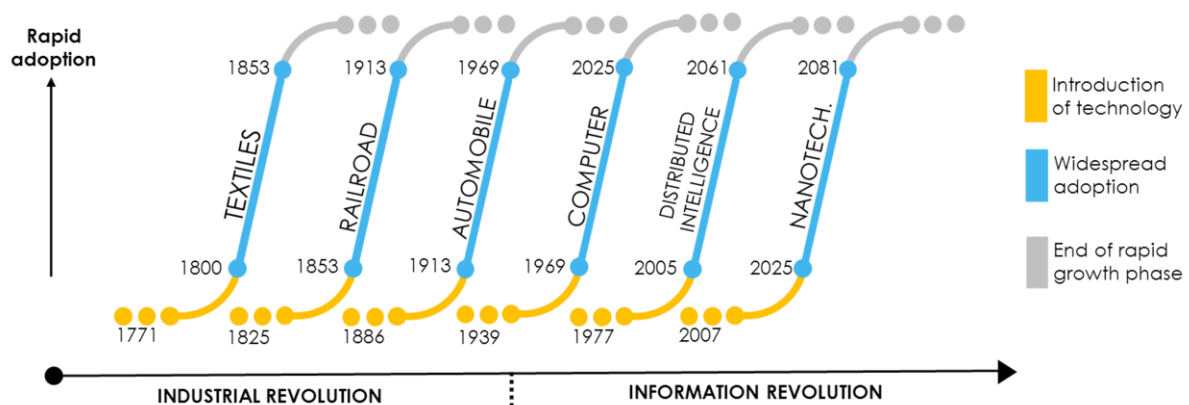 Rapid
adoption
1853
1913
1969
2025
2061
2081
TEXTILES
RAILROAD
AUTOMOBILE
COMPUTER
DISTRIBUTED
INTELLIGENCE
NANOTECH.
1800
1853
1913
1969
2005
2025
1771
1825
1886
1939
1977
2007
INDUSTRIAL REVOLUTION
INFORMATION REVOLUTION
Introduction
of technology
Widespread
adoption
End of rapid
growth phase